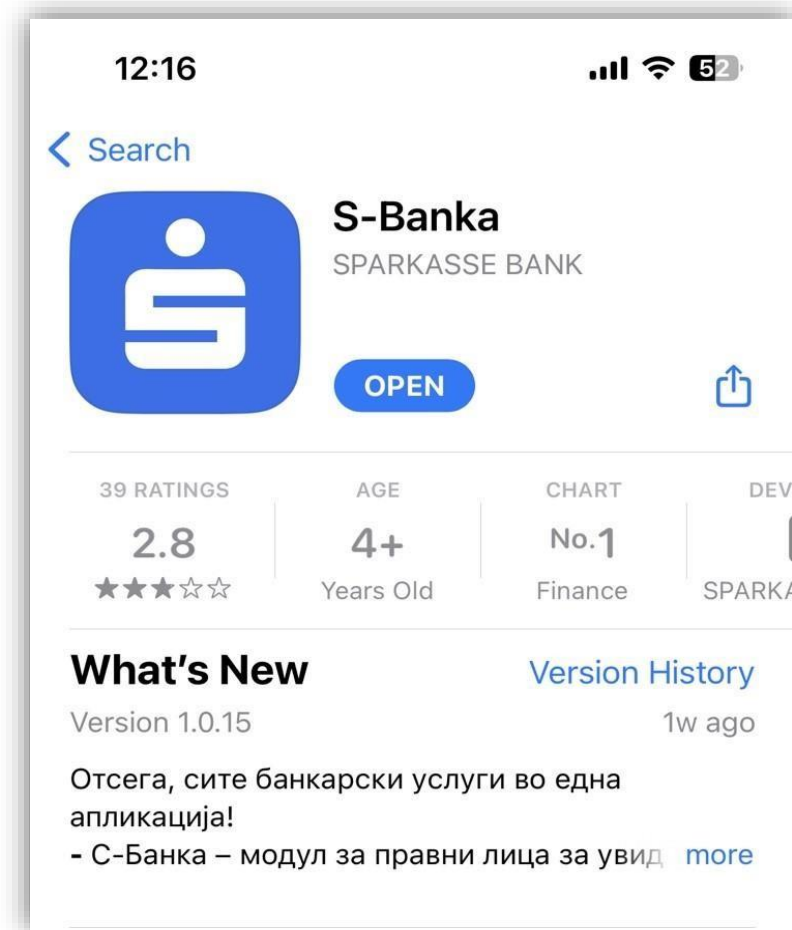 12:16
52
Search
S-Banka
SPARKASSE BANK
OPEN
39 RATINGS
AGE
CHART
2.8
4+
No.1
Years Old
Finance
What's New
Version History
Version 1.0.15
1w ago
Отсега, сите банкарски услуги во една
апликација!
- С-Банка – модул за правни лица за увид more